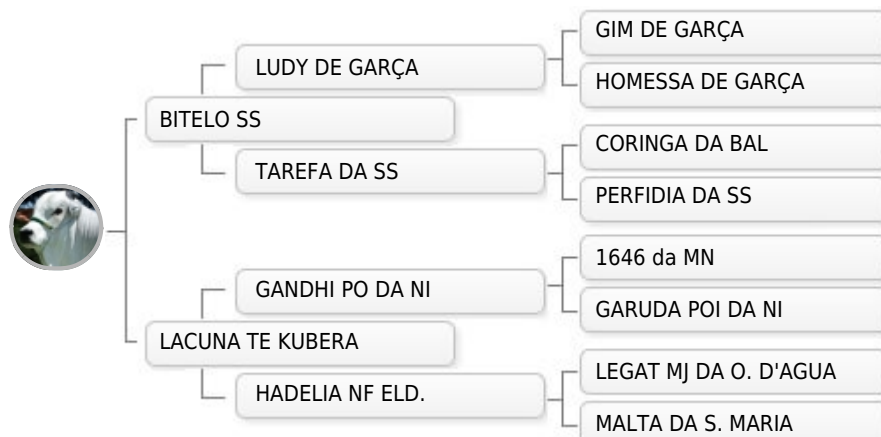 GIM DE GARÇA
LUDY DE GARÇA
HOMESSA DE GARÇA
BITELO SS
CORINGA DA BAL
TAREFA DA SS
PERFIDIA DA SS
1646 da MN
GANDHI PO DA NI
GARUDA POI DA NI
LACUNA TE KUBERA
LEGAT MJ DA O. D'AGUA
HADELIA NF ELD.
MALTA DA S. MARIA